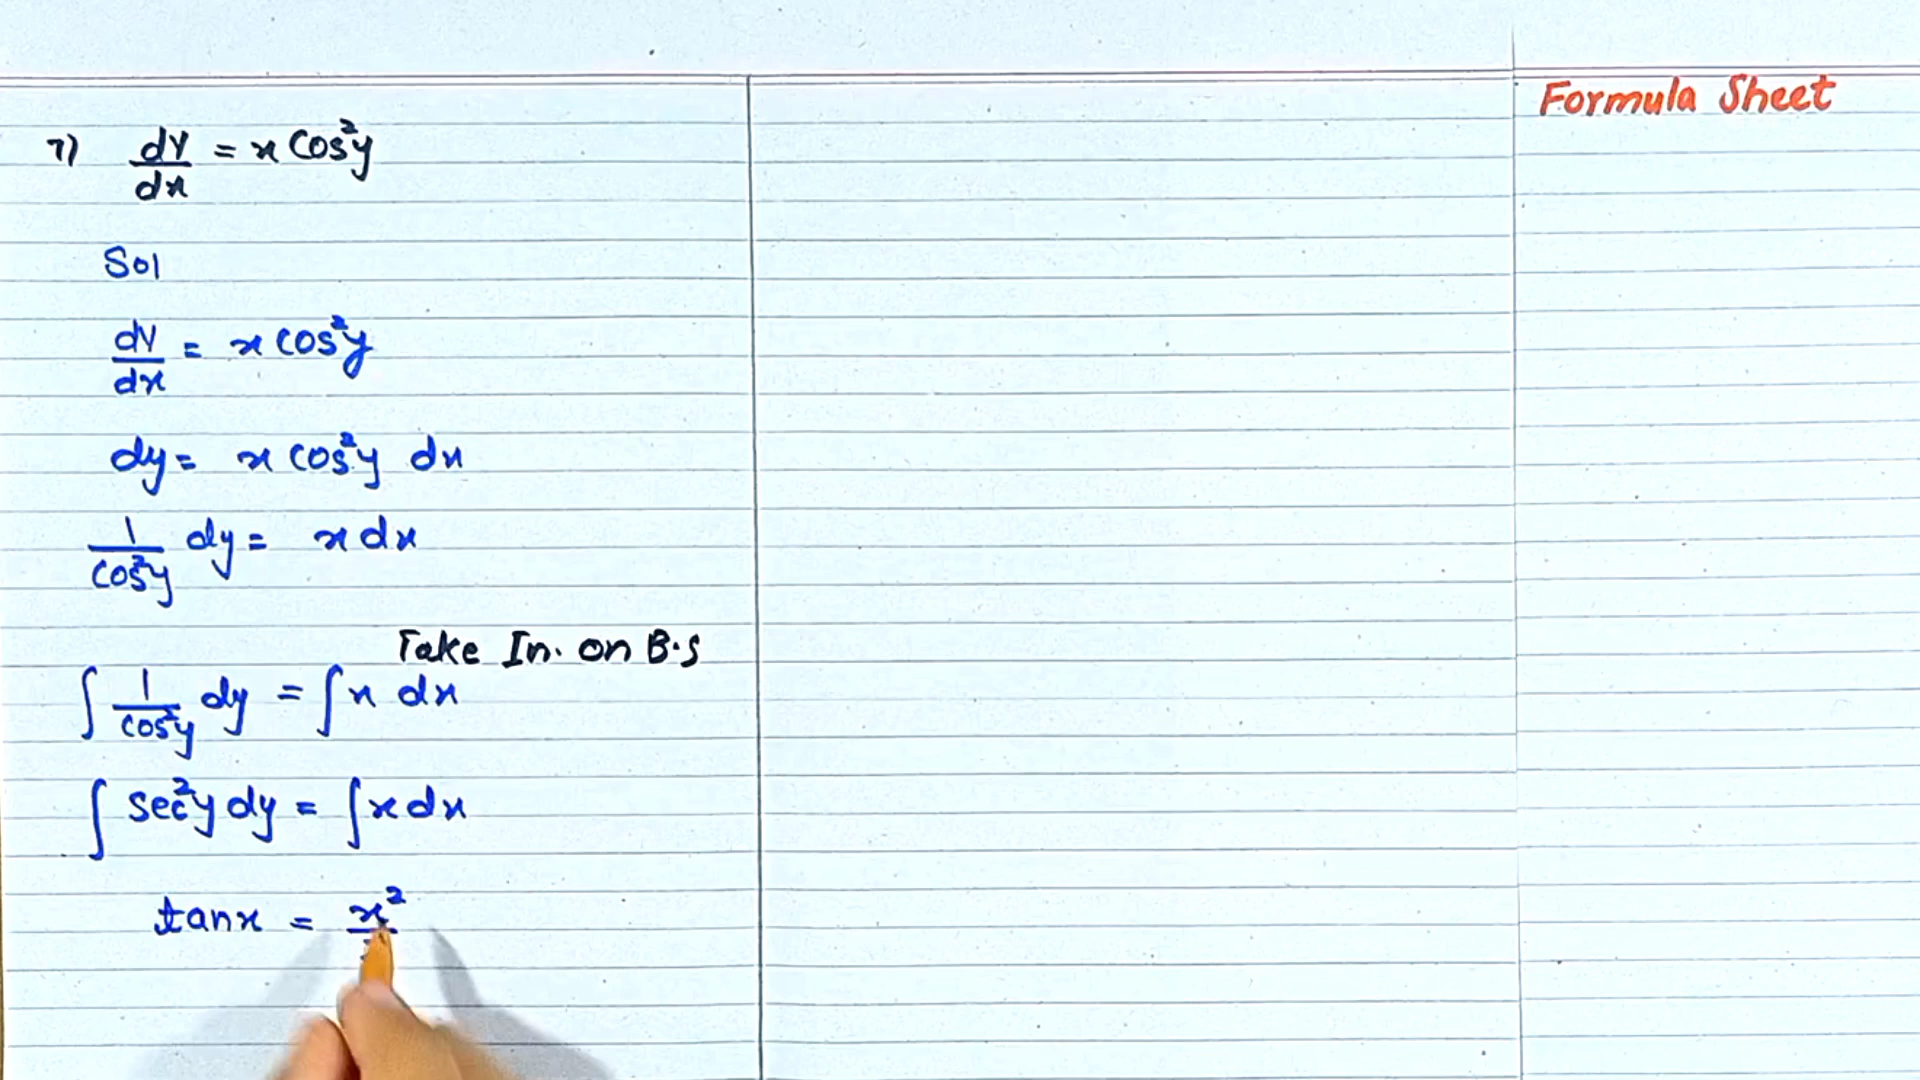 Formula Sheet
7) dy/dx = x cos²y
Sol
dy/dx = x cos²y
dy = x cos²y dx
1/cos²y dy = x dx
Take In. on B.S
∫ 1/cos²y dy = ∫ x dx
∫ sec²y dy = ∫ x dx
tanx = x²